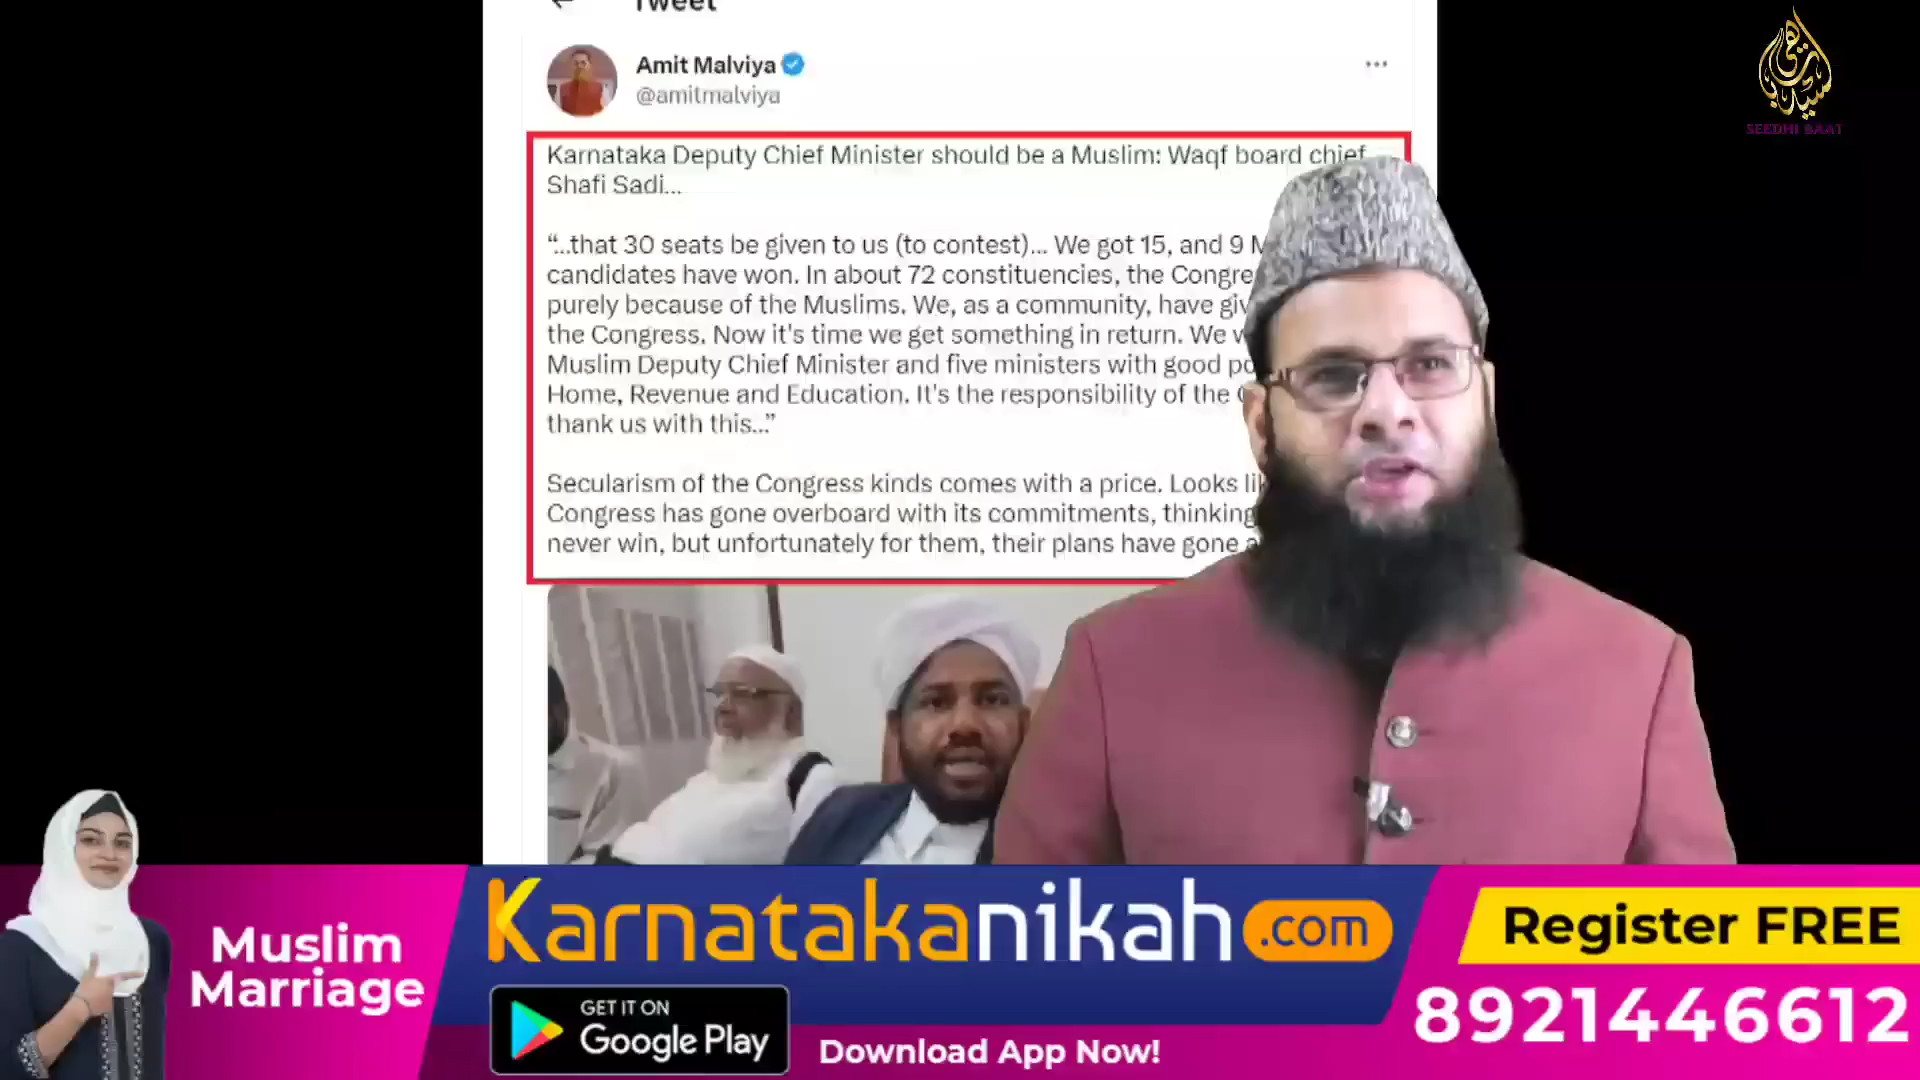 Tweet
Amit Malviya
@amitmalviya
SEEDHI BAAT
Karnataka Deputy Chief Minister should be a Muslim: Waqf board chief
Shafi Sadi...
“...that 30 seats be given to us (to contest)... We got 15, and 9 M
candidates have won. In about 72 constituencies, the Congre
purely because of the Muslims. We, as a community, have giv
the Congress. Now it's time we get something in return. We w
Muslim Deputy Chief Minister and five ministers with good po
Home, Revenue and Education. It's the responsibility of the C
thank us with this...”
Secularism of the Congress kinds comes with a price. Looks lik
Congress has gone overboard with its commitments, thinking
never win, but unfortunately for them, their plans have gone a
Muslim
Marriage
Karnatakanikah.com
GET IT ON
Google Play
Download App Now!
Register FREE
8921446612